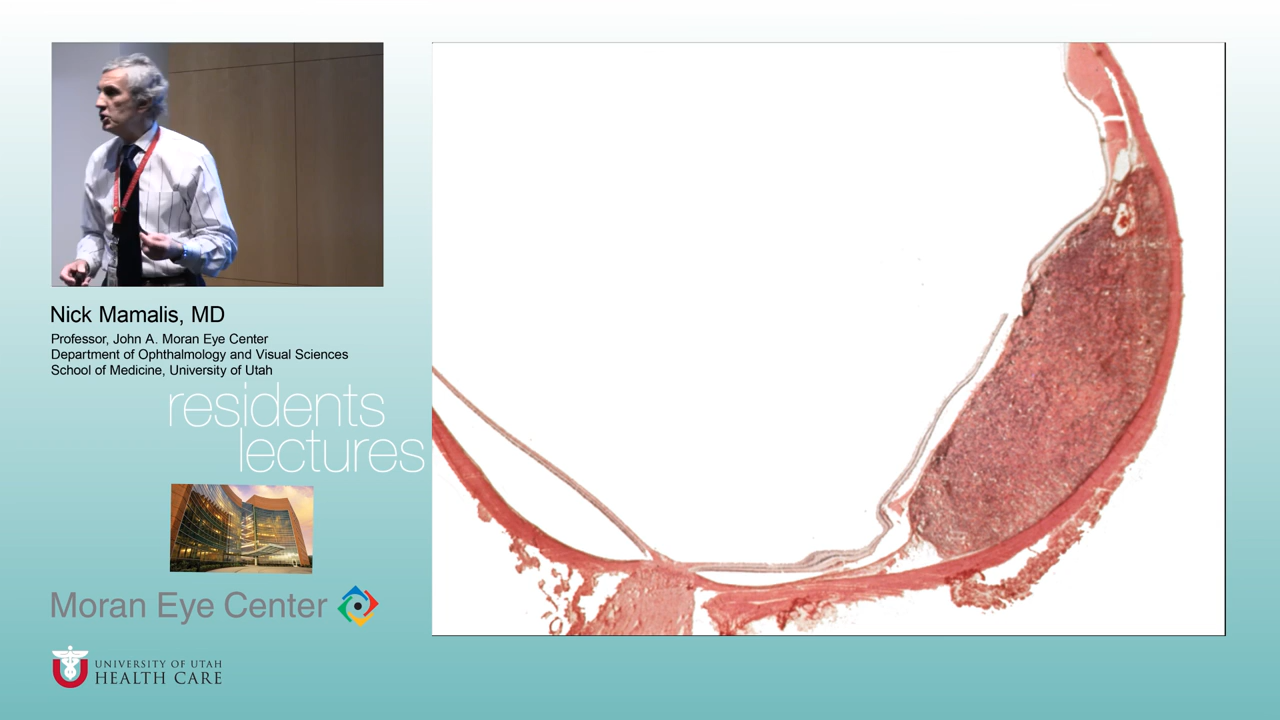 Nick Mamalis, MD
Professor, John A. Moran Eye Center
Department of Ophthalmology and Visual Sciences
School of Medicine, University of Utah
residents
lectures
Moran Eye Center
UNIVERSITY OF UTAH
HEALTH CARE